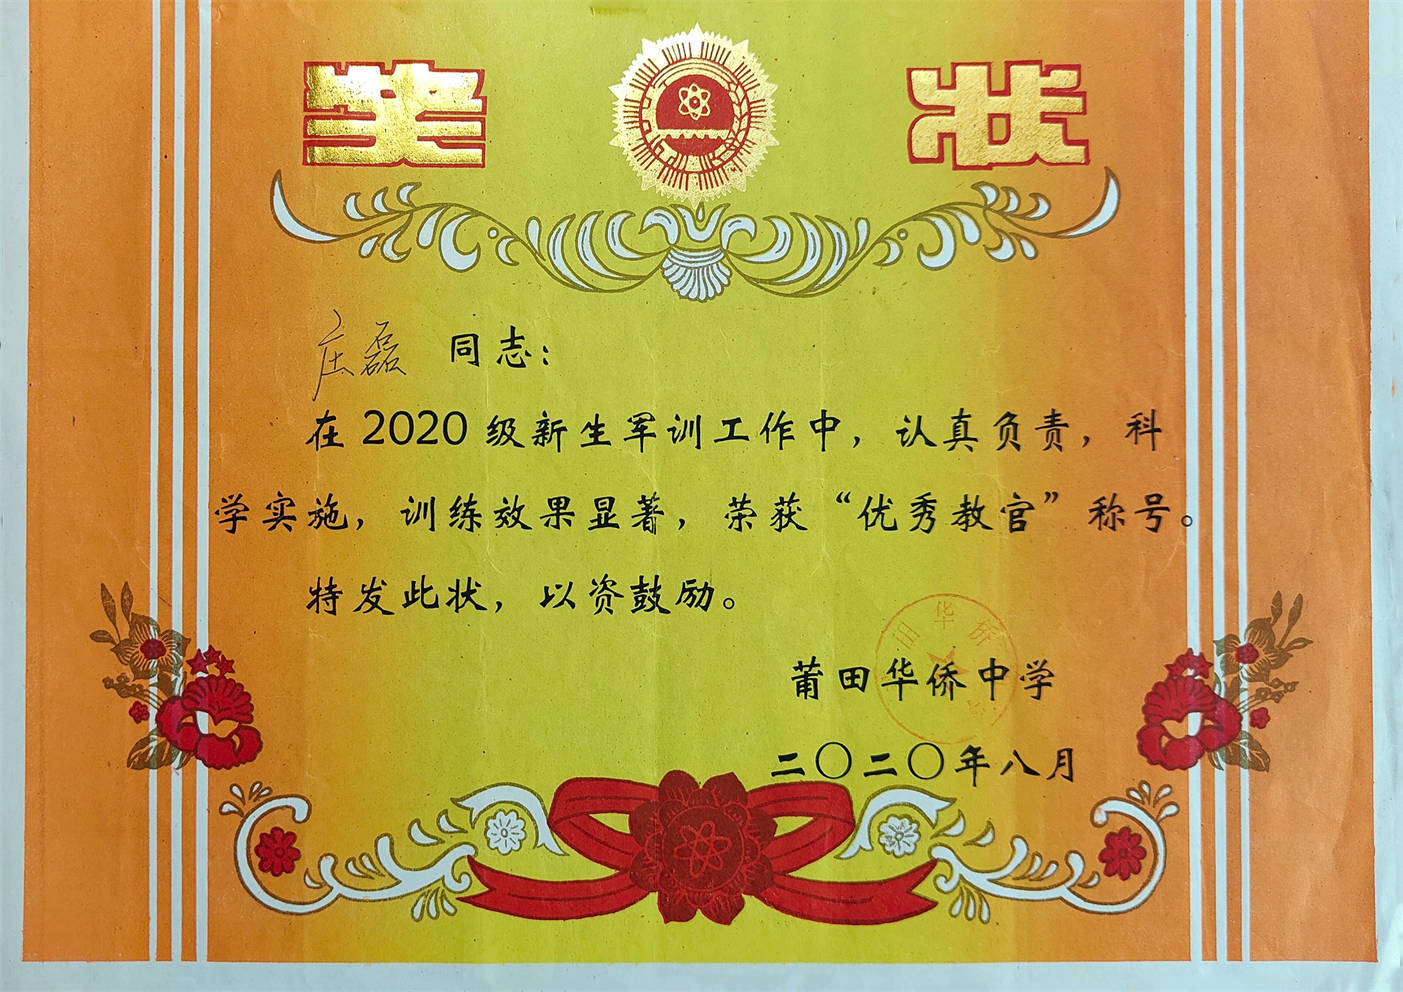 奖状
庄磊 同志：
在 2020 级新生军训工作中，认真负责，科
学实施，训练效果显著，荣获“优秀教官”称号。
特发此状，以资鼓励。
田华侨
莆田华侨中学
二〇二〇年八月